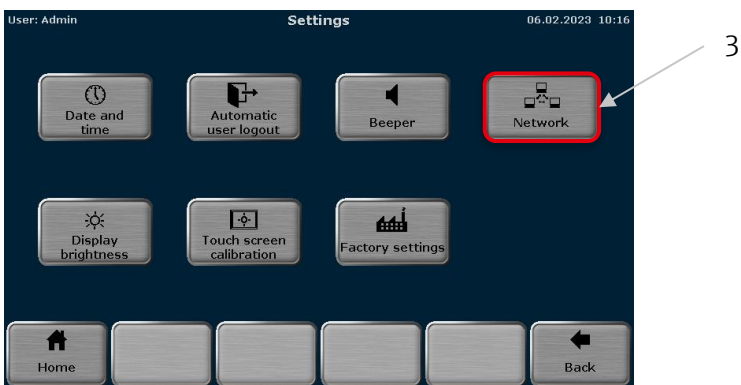 User: Admin Settings 06.02.2023 10:16
3
Date and
time
Automatic
user logout
Beeper
Network
Display
brightness
Touch screen
calibration
Factory settings
Home
Back